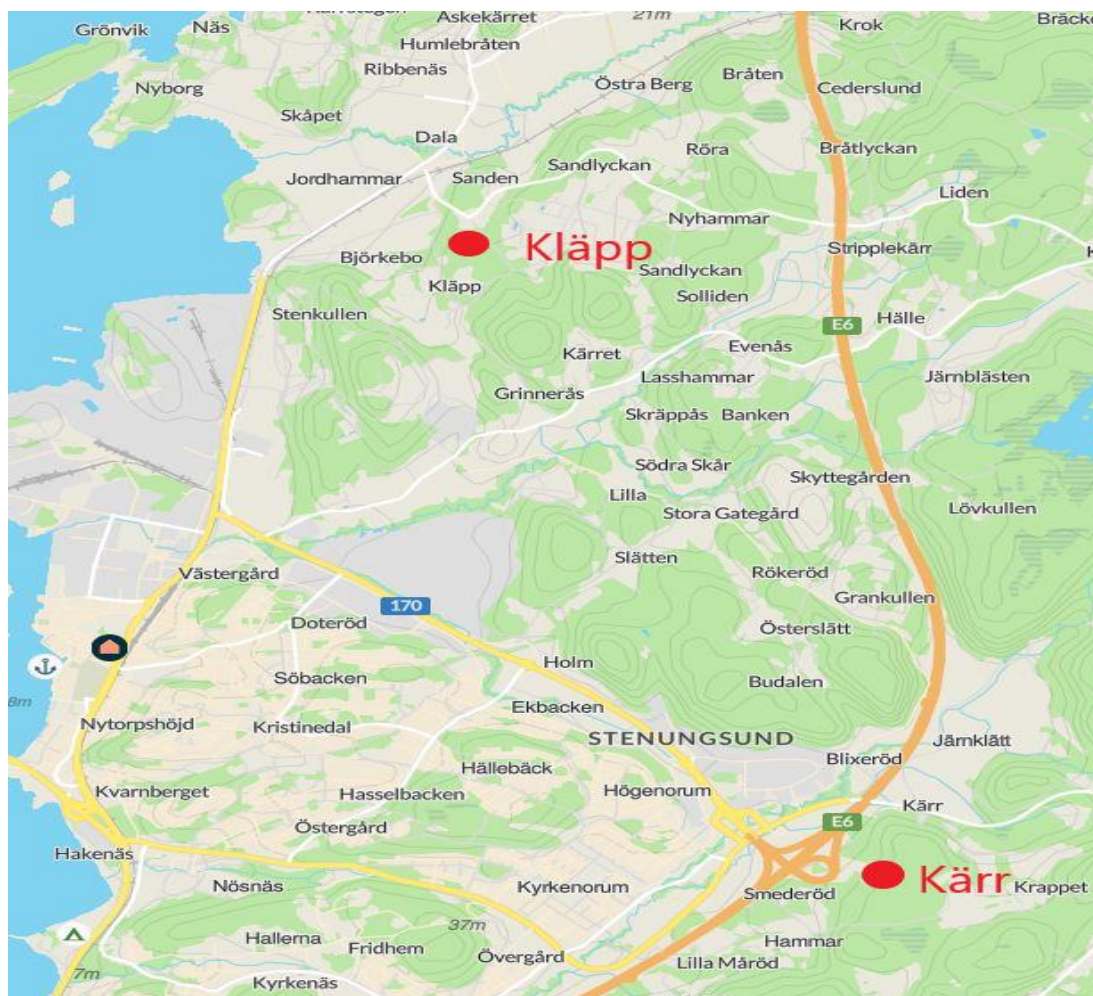 Askekärret
21m
Krok
Grönvik
Näs
Humlebråten
Ribbenäs
Bråten
Nyborg
Östra Berg
Cederslund
Skåpet
Dala
Röra
Bråtlyckan
Sandlyckan
Jordhammar
Sanden
Liden
Nyhammar
Kläpp
Stripplekärr
Björkebo
Sandlyckan
Kläpp
Solliden
Stenkullen
Hälle
E6
Evenås
Kärret
Lasshammar
Järnblästen
Grinnerås
Skräppås
Banken
Södra Skår
Skyttegården
Lilla
Stora Gategård
Lövkullen
Slätten
Västergård
Rökeröd
Grankullen
170
Doteröd
Österslätt
Holm
Söbacken
Budalen
8m
Ekbacken
Nytorpshöjd
Kristinedal
STENUNGSUND
Järnklätt
Blixeröd
Hällebäck
Kvarnberget
Hasselbacken
Högenorum
Kärr
E6
Östergård
Hakenäs
Kärr
Nösnäs
Kyrkenorum
Smederöd
Krappet
37m
Hallerna
Fridhem
Hammar
Övergård
Lilla Måröd
7m
Kyrkenäs